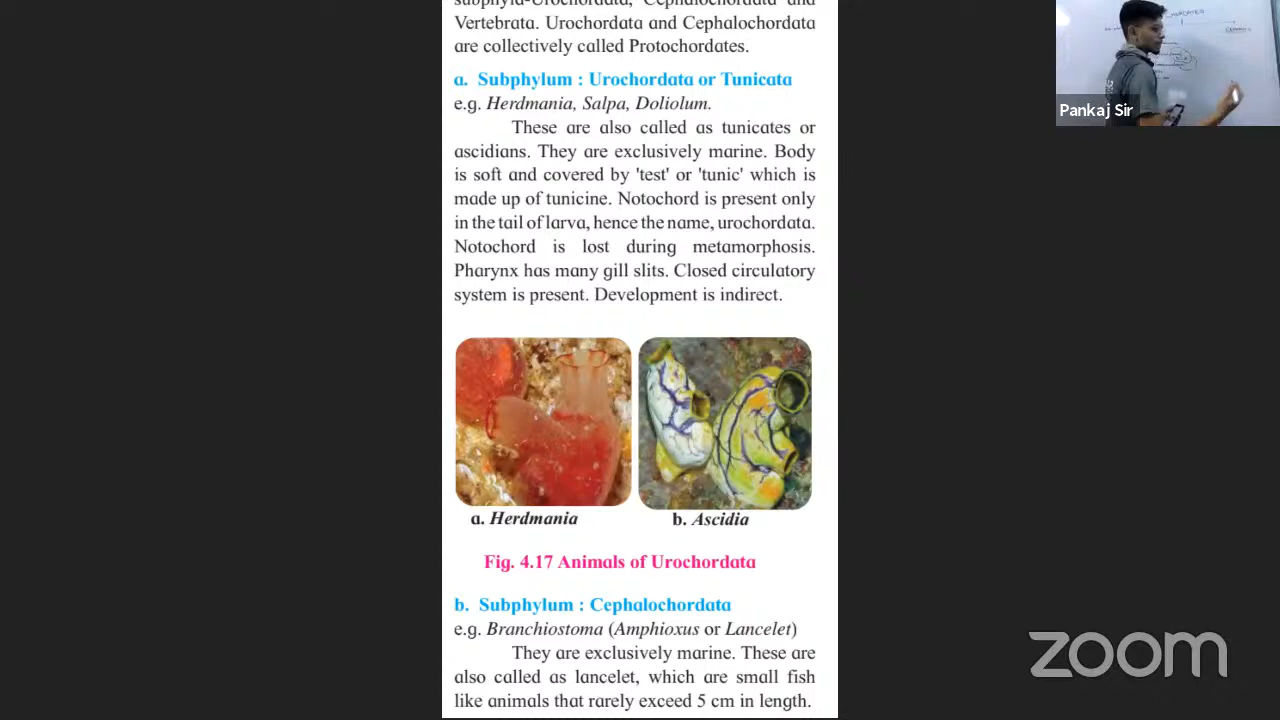 subphyla-Urochordata, Cephalochordata and
Vertebrata. Urochordata and Cephalochordata
are collectively called Protochordates.
a. Subphylum : Urochordata or Tunicata
e.g. Herdmania, Salpa, Doliolum.
These are also called as tunicates or
ascidians. They are exclusively marine. Body
is soft and covered by 'test' or 'tunic' which is
made up of tunicine. Notochord is present only
in the tail of larva, hence the name, urochordata.
Notochord is lost during metamorphosis.
Pharynx has many gill slits. Closed circulatory
system is present. Development is indirect.
a. Herdmania
b. Ascidia
Fig. 4.17 Animals of Urochordata
b. Subphylum : Cephalochordata
e.g. Branchiostoma (Amphioxus or Lancelet)
They are exclusively marine. These are
also called as lancelet, which are small fish
like animals that rarely exceed 5 cm in length.
Pankaj Sir
zoom